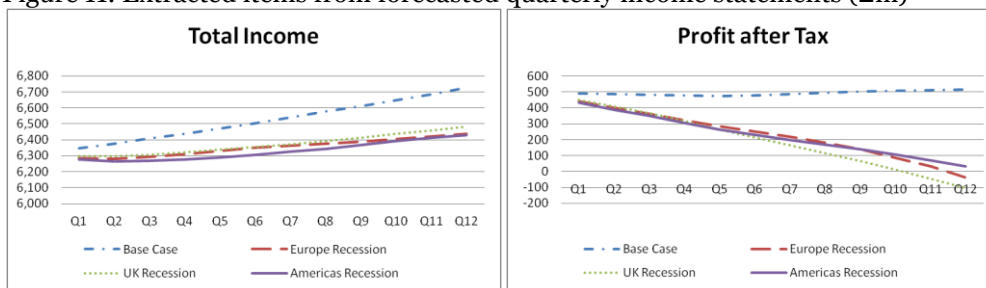 Figure 11: Extracted items from forecasted quarterly income statements (£m)
Total Income
6,800
6,700
6,600
6,500
6,400
6,300
6,200
6,100
6,000
Q1 Q2 Q3 Q4 Q5 Q6 Q7 Q8 Q9 Q10 Q11 Q12
Base Case Europe Recession
UK Recession Americas Recession
Profit after Tax
600
500
400
300
200
100
0
-100
-200
Q1 Q2 Q3 Q4 Q5 Q6 Q7 Q8 Q9 Q10 Q11 Q12
Base Case Europe Recession
UK Recession Americas Recession